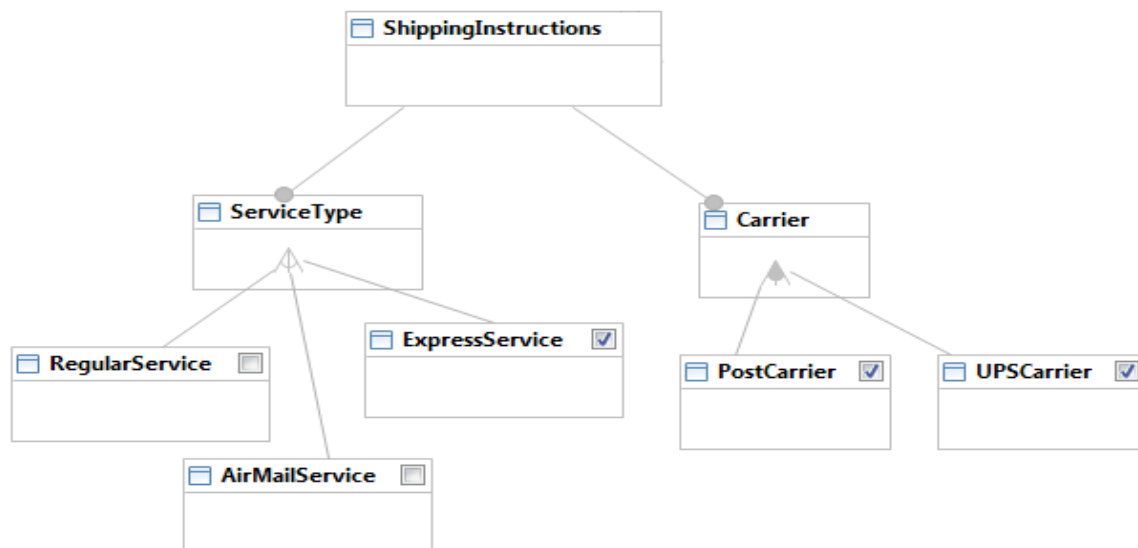 ShippingInstructions
ServiceType
Carrier
RegularService
ExpressService
AirMailService
PostCarrier
UPSCarrier